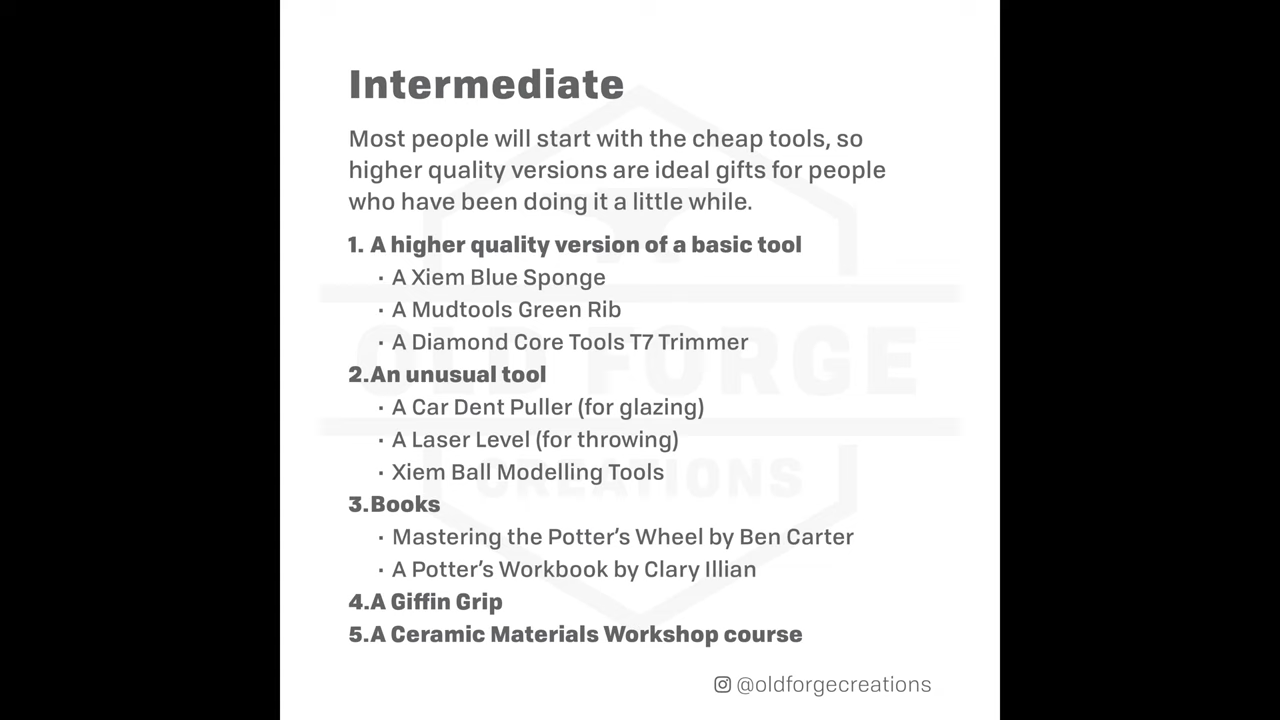 Intermediate
Most people will start with the cheap tools, so
higher quality versions are ideal gifts for people
who have been doing it a little while.
1. A higher quality version of a basic tool
· A Xiem Blue Sponge
· A Mudtools Green Rib
· A Diamond Core Tools T7 Trimmer
2.An unusual tool
· A Car Dent Puller (for glazing)
· A Laser Level (for throwing)
· Xiem Ball Modelling Tools
3.Books
· Mastering the Potter’s Wheel by Ben Carter
· A Potter’s Workbook by Clary Illian
4.A Giffin Grip
5.A Ceramic Materials Workshop course
@oldforgecreations
OLD FORGE
CREATIONS